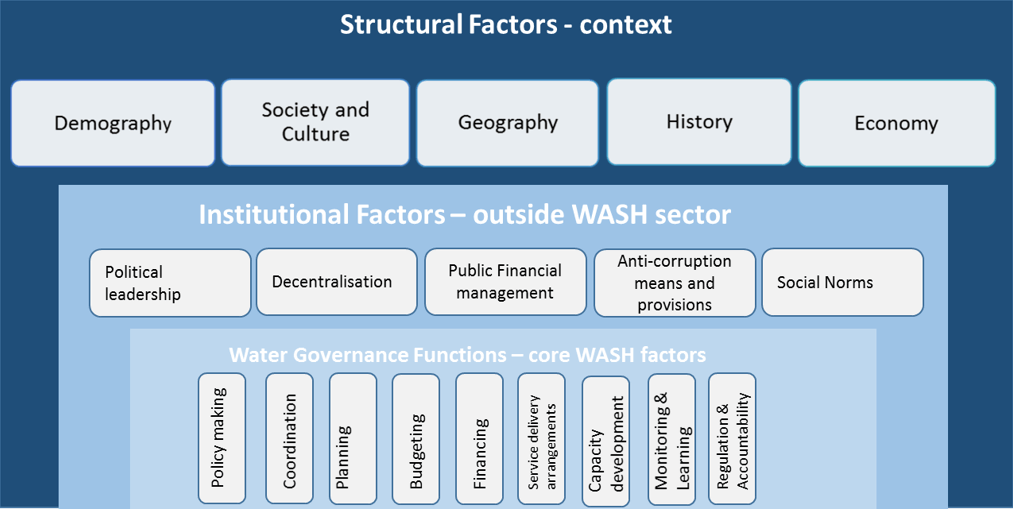 Structural Factors - context
Demography
Society and
Culture
Geography
History
Economy
Institutional Factors – outside WASH sector
Political
leadership
Decentralisation
Public Financial
management
Anti-corruption
means and
provisions
Social Norms
Water Governance Functions – core WASH factors
Policy making
Coordination
Planning
Budgeting
Financing
Service delivery
arrangements
Capacity
development
Monitoring &
Learning
Regulation &
Accountability